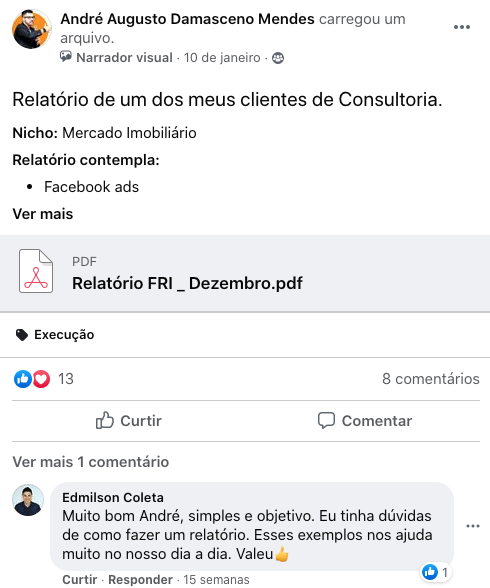 André Augusto Damasceno Mendes carregou um
arquivo.
Narrador visual · 10 de janeiro ·
Relatório de um dos meus clientes de Consultoria.
Nicho: Mercado Imobiliário
Relatório contempla:
• Facebook ads
Ver mais
PDF
Relatório FRI _ Dezembro.pdf
Execução
13
8 comentários
Curtir
Comentar
Ver mais 1 comentário
Edmilson Coleta
Muito bom André, simples e objetivo. Eu tinha dúvidas
de como fazer um relatório. Esses exemplos nos ajuda
muito no nosso dia a dia. Valeu👍
1
Curtir · Responder · 15 semanas